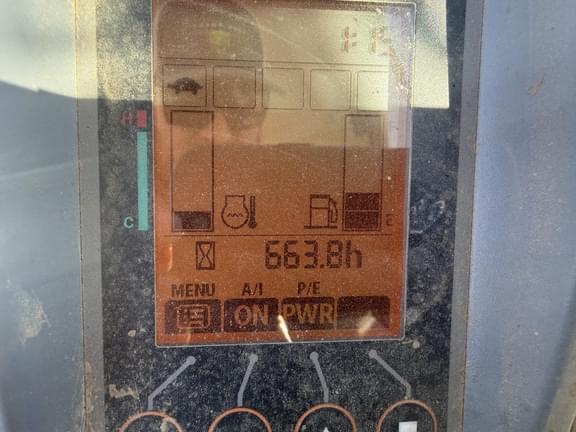 H
C E
663.8h
MENU A/I P/E
ON PWR